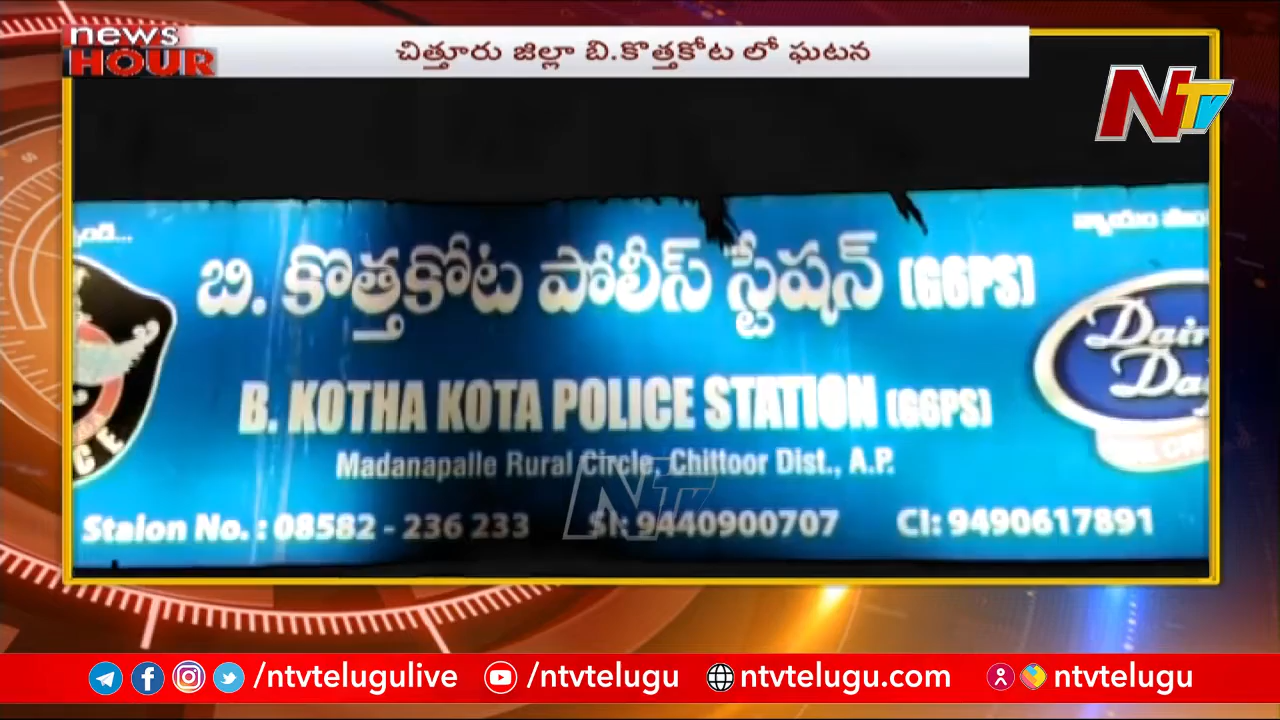 news
HOUR
చిత్తూరు జిల్లా బి.కొత్తకోట లో ఘటన
NTV
బి. కొత్తకోట పోలీస్ స్టేషన్ (G6PS)
B. KOTHA KOTA POLICE STATION (G6PS)
Madanapalle Rural Circle, Chittoor Dist., A.P.
Staion No. : 08582 - 236 233 SI: 9440900707 CI: 9490617891
NTV
/ntvtelugulive /ntvtelugu ntvtelugu.com ntvtelugu